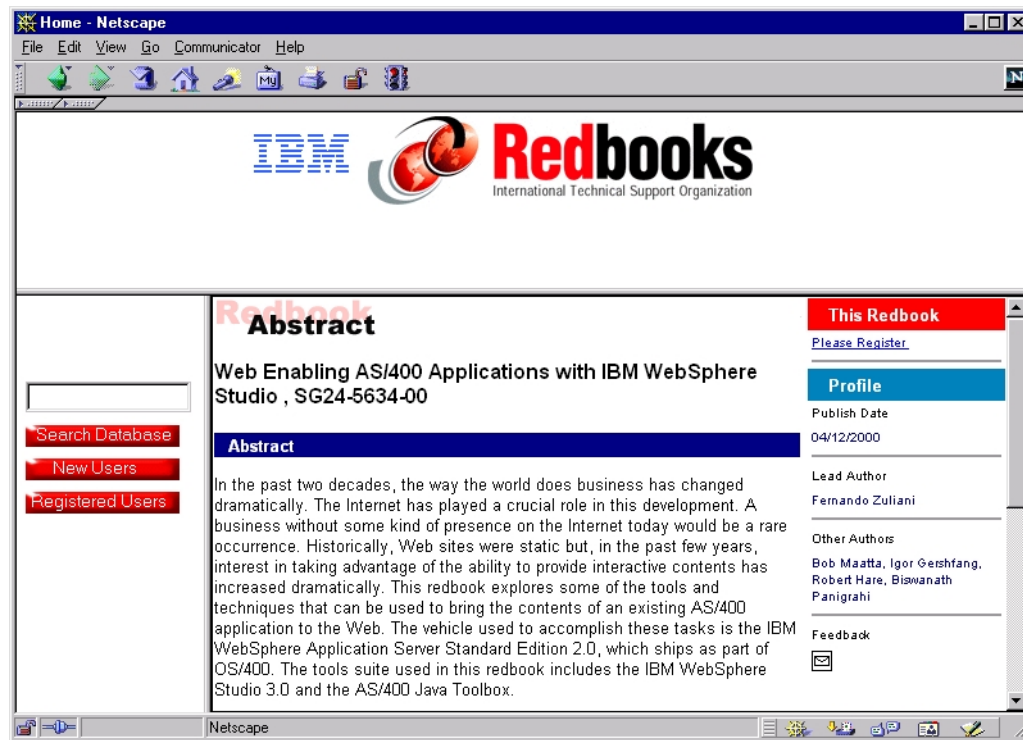 Home - Netscape
File Edit View Go Communicator Help
My
N
IBM
Redbooks
International Technical Support Organization
Search Database
New Users
Registered Users
Redbook
Abstract
Web Enabling AS/400 Applications with IBM WebSphere
Studio , SG24-5634-00
Abstract
In the past two decades, the way the world does business has changed
dramatically. The Internet has played a crucial role in this development. A
business without some kind of presence on the Internet today would be a rare
occurrence. Historically, Web sites were static but, in the past few years,
interest in taking advantage of the ability to provide interactive contents has
increased dramatically. This redbook explores some of the tools and
techniques that can be used to bring the contents of an existing AS/400
application to the Web. The vehicle used to accomplish these tasks is the IBM
WebSphere Application Server Standard Edition 2.0, which ships as part of
OS/400. The tools suite used in this redbook includes the IBM WebSphere
Studio 3.0 and the AS/400 Java Toolbox.
This Redbook
Please Register
Profile
Publish Date
04/12/2000
Lead Author
Fernando Zuliani
Other Authors
Bob Maatta, Igor Gershfang,
Robert Hare, Biswanath
Panigrahi
Feedback
Netscape